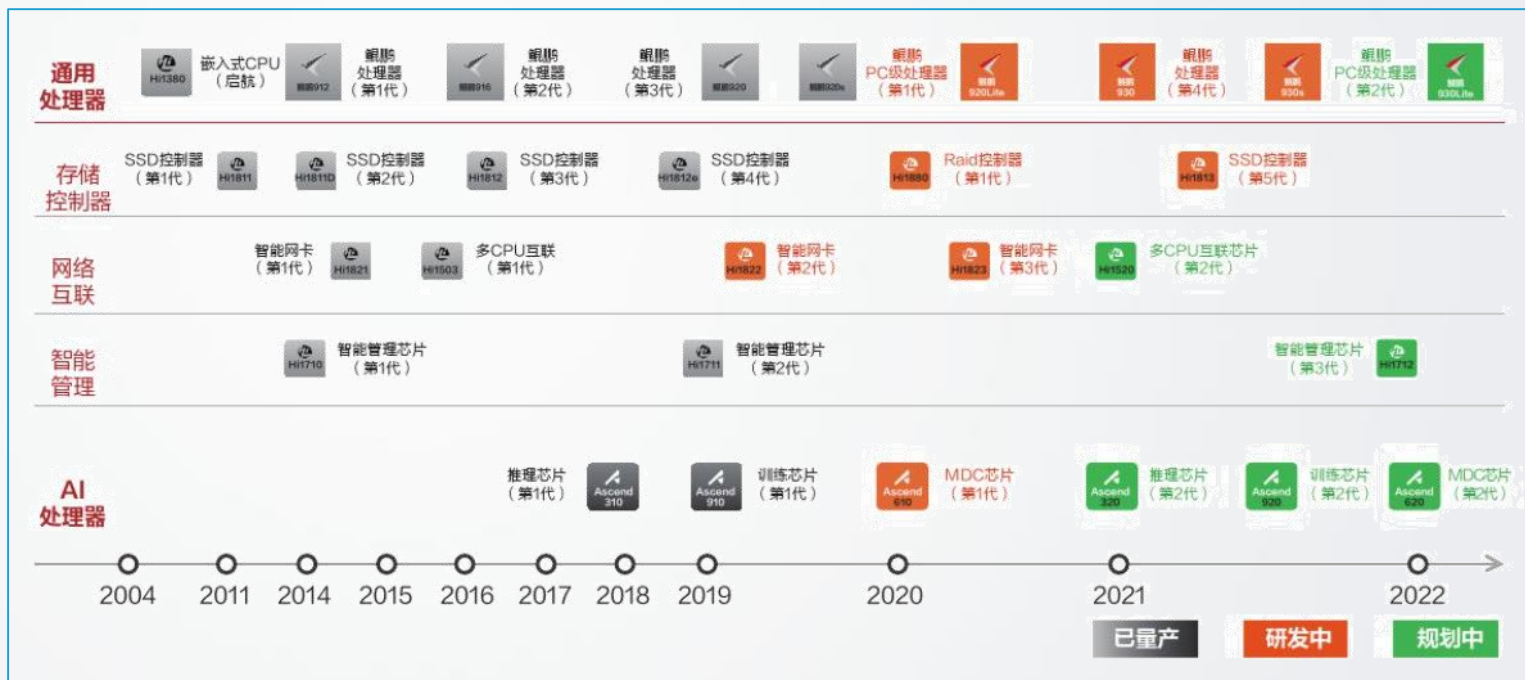 通用
处理器
Hi1380
嵌入式CPU
（启航）
鲲鹏912
鲲鹏
处理器
（第1代）
鲲鹏916
鲲鹏
处理器
（第2代）
鲲鹏
处理器
（第3代）
鲲鹏920
鲲鹏920s
鲲鹏
PC级处理器
（第1代）
鲲鹏
920Lite
鲲鹏
930
鲲鹏
处理器
（第4代）
鲲鹏
930s
鲲鹏
PC级处理器
（第2代）
鲲鹏
930Lite
存储
控制器
SSD控制器
（第1代）
Hi1811
Hi1811D
SSD控制器
（第2代）
Hi1812
SSD控制器
（第3代）
Hi1812e
SSD控制器
（第4代）
Hi1880
Raid控制器
（第1代）
Hi1813
SSD控制器
（第5代）
网络
互联
智能网卡
（第1代）
Hi1821
Hi1503
多CPU互联
（第1代）
Hi1822
智能网卡
（第2代）
Hi1823
智能网卡
（第3代）
Hi1520
多CPU互联芯片
（第2代）
智能
管理
Hi1710
智能管理芯片
（第1代）
Hi1711
智能管理芯片
（第2代）
智能管理芯片
（第3代）
Hi1712
AI
处理器
推理芯片
（第1代）
Ascend
310
Ascend
910
训练芯片
（第1代）
Ascend
610
MDC芯片
（第1代）
Ascend
320
推理芯片
（第2代）
Ascend
920
训练芯片
（第2代）
Ascend
620
MDC芯片
（第2代）
2004
2011
2014
2015
2016
2017
2018
2019
2020
2021
2022
已量产
研发中
规划中